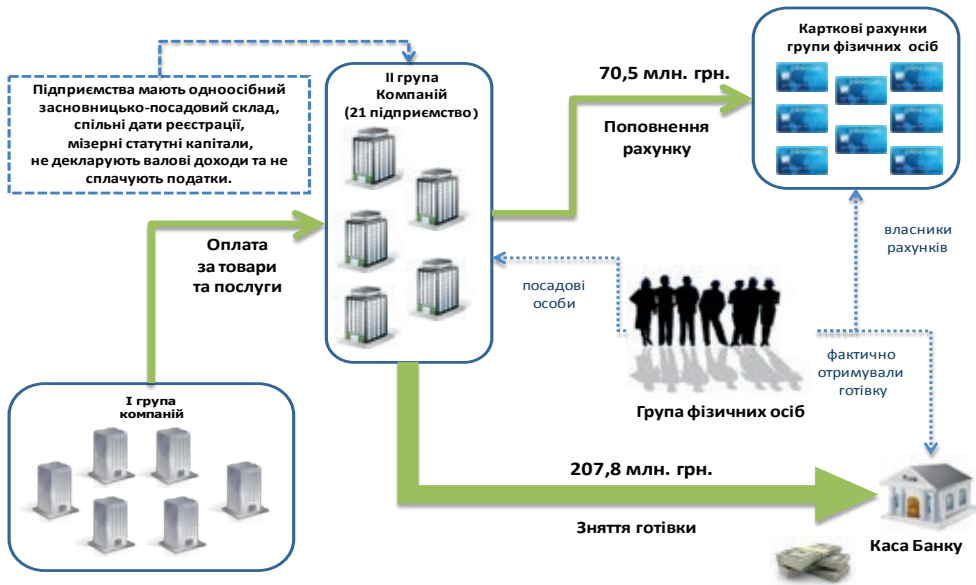 Підприємства мають одноосібний
засновницько-посадовий склад,
спільні дати реєстрації,
мізерні статутні капітали,
не декларують валові доходи та не
сплачують податки.
ІІ група
Компаній
(21 підприємство)
70,5 млн. грн.
Поповнення
рахунку
Карткові рахунки
групи фізичних осіб
Оплата
за товари
та послуги
посадові
особи
власники
рахунків
Група фізичних осіб
фактично
отримували
готівку
І група
компаній
207,8 млн. грн.
Зняття готівки
Каса Банку